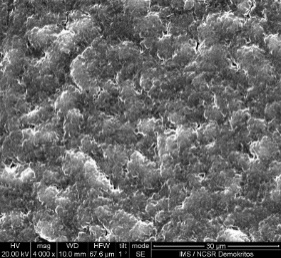 HV mag WD HFW tilt mode 30 µm
20.00 kV 4 000 x 10.0 mm 67.6 µm 1 ° SE IMS / NCSR Demokritos